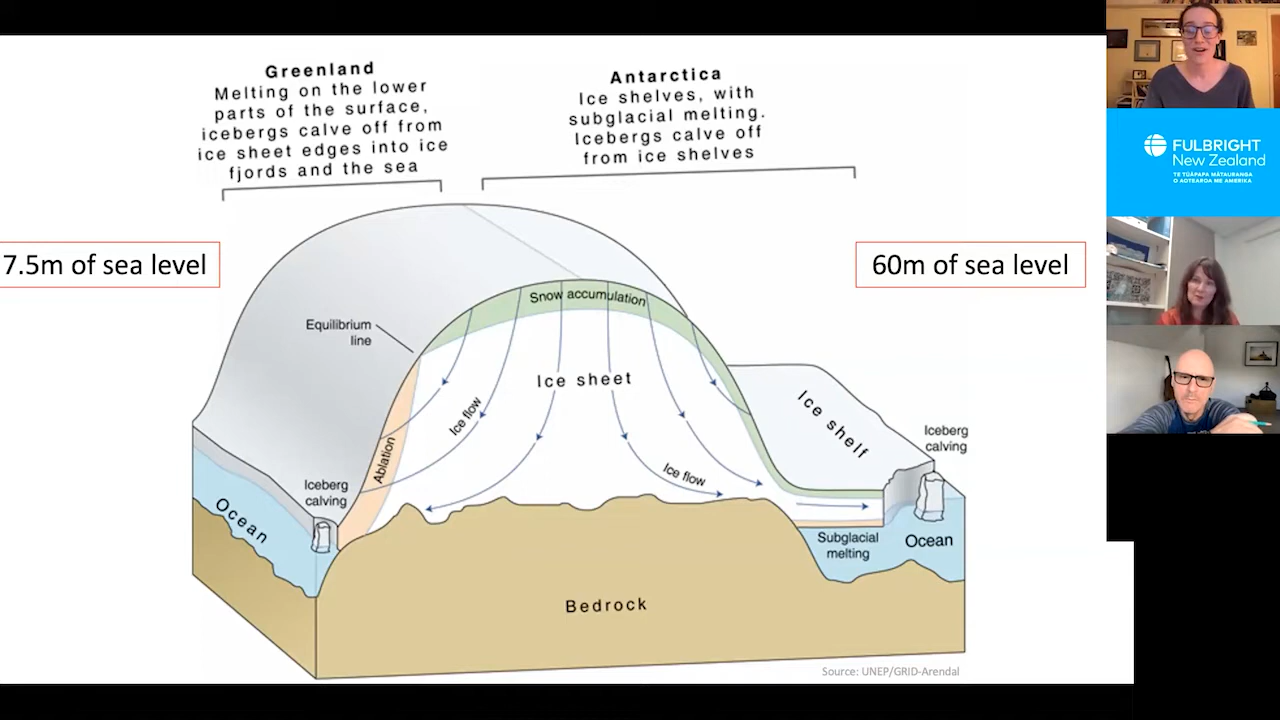 Greenland
Melting on the lower
parts of the surface,
icebergs calve off from
ice sheet edges into ice
fjords and the sea
Antarctica
Ice shelves, with
subglacial melting.
Icebergs calve off
from ice shelves
7.5m of sea level
60m of sea level
Snow accumulation
Equilibrium
line
Ice sheet
Ice flow
Ablation
Ice shelf
Iceberg
calving
Iceberg
calving
Ice flow
Ocean
Subglacial
melting
Ocean
Bedrock
Source: UNEP/GRID-Arendal
FULBRIGHT
New Zealand
TE TŪĀPAPA MĀTAURANGA
O AOTEAROA ME AMERIKA